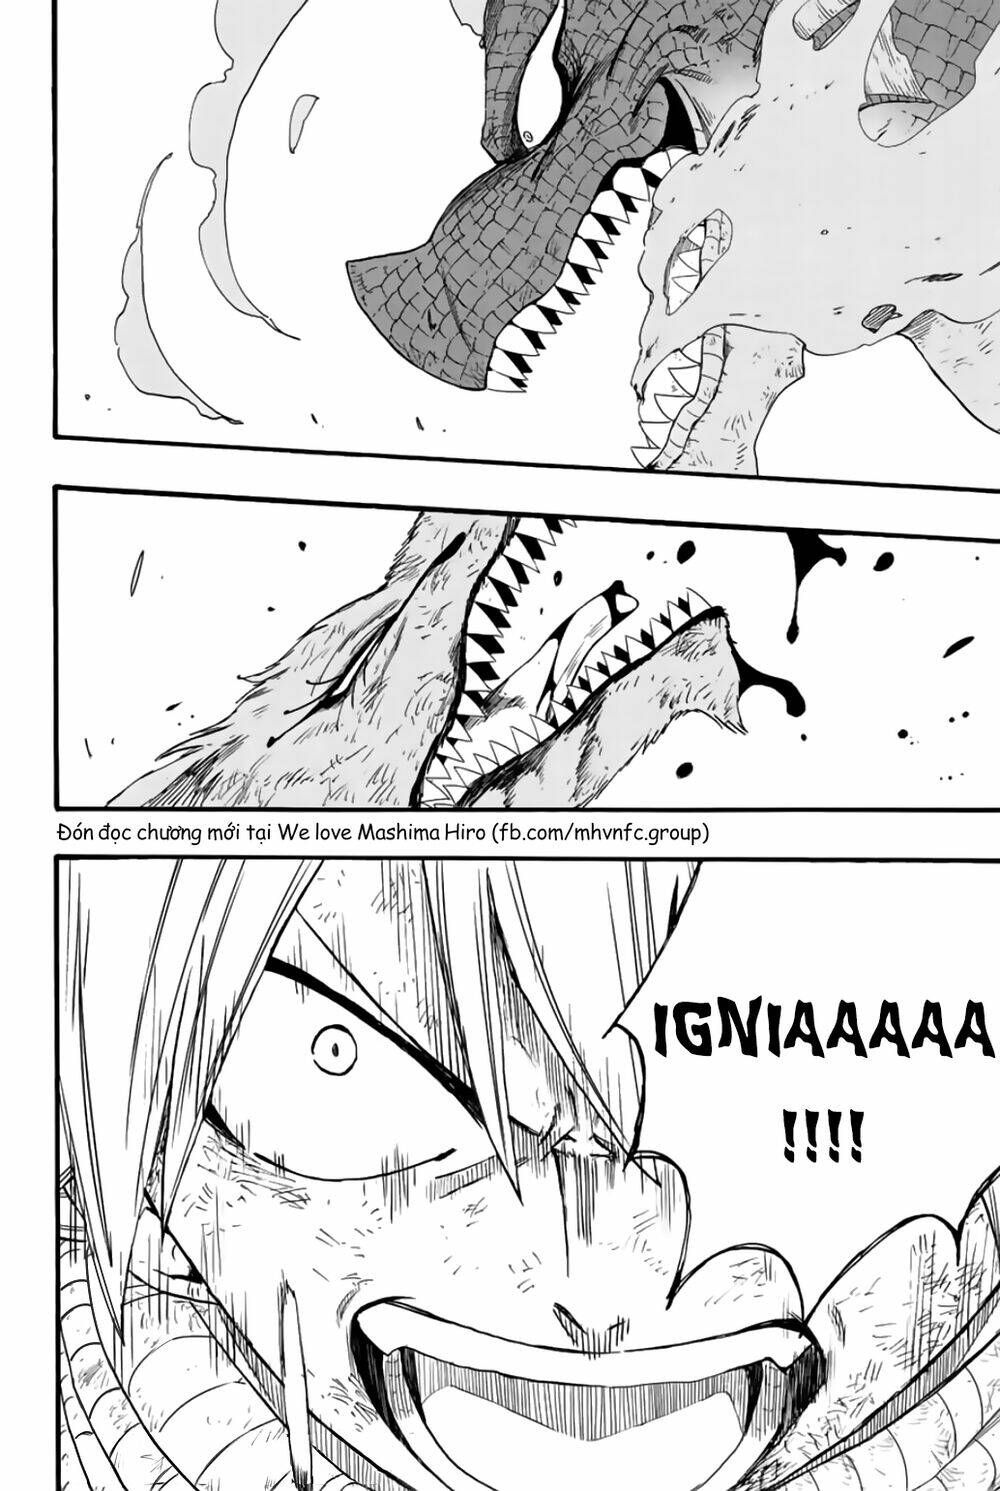 Đón đọc chương mới tại We love Mashima Hiro (fb.com/mhvnfc.group)
IGNIAAAAA
!!!!